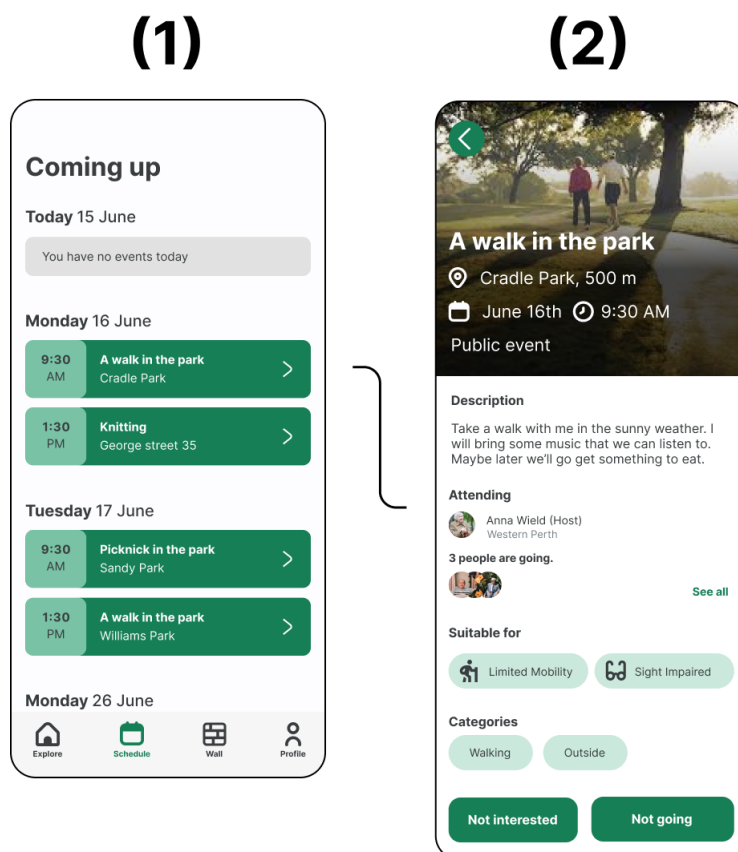 (1)
Coming up
Today 15 June
You have no events today
Monday 16 June
9:30 AM
A walk in the park
Cradle Park
1:30 PM
Knitting
George street 35
Tuesday 17 June
9:30 AM
Picknick in the park
Sandy Park
1:30 PM
A walk in the park
Williams Park
Monday 26 June
Explore
Schedule
Wall
Profile
(2)
A walk in the park
Cradle Park, 500 m
June 16th 9:30 AM
Public event
Description
Take a walk with me in the sunny weather. I
will bring some music that we can listen to.
Maybe later we’ll go get something to eat.
Attending
Anna Wield (Host)
Western Perth
3 people are going.
See all
Suitable for
Limited Mobility
Sight Impaired
Categories
Walking
Outside
Not interested
Not going